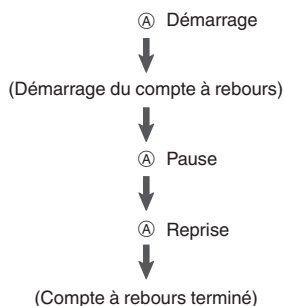 Ⓐ Démarrage
(Démarrage du compte à rebours)
Ⓐ Pause
Ⓐ Reprise
(Compte à rebours terminé)